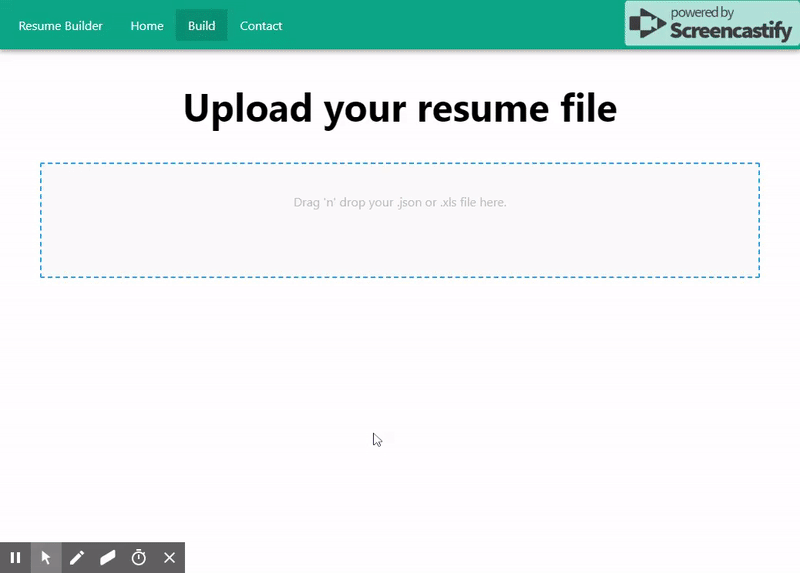 Resume Builder Home Build Contact
powered by
Screencastify
Upload your resume file
Drag 'n' drop your .json or .xls file here.